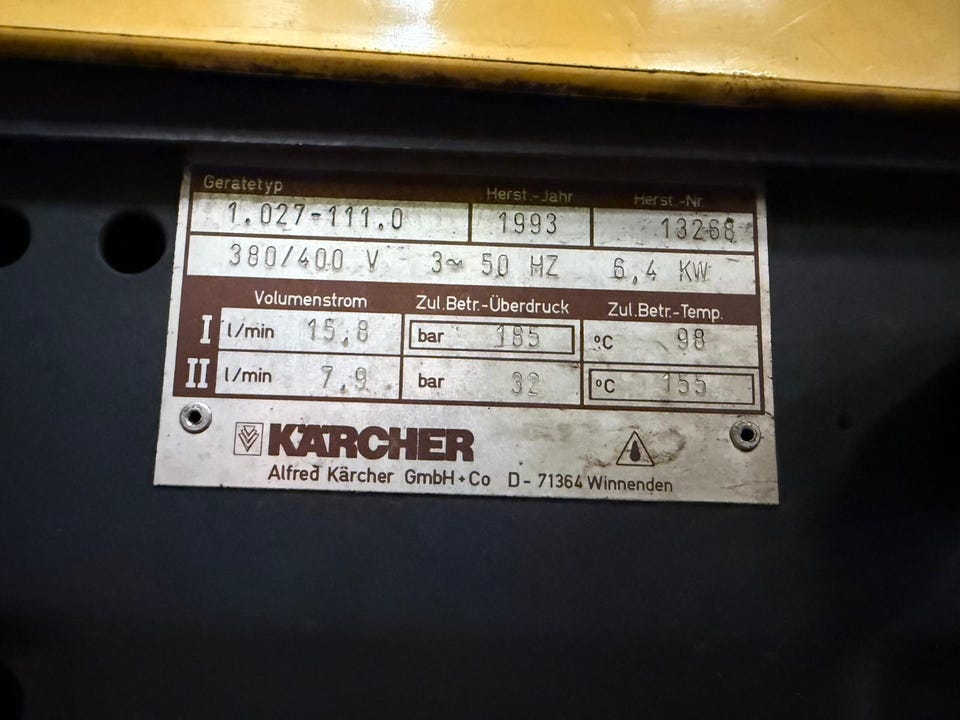 Gerätetyp Herst.-Jahr Herst.-Nr.
1.027-111.0 1993 13268
380/400 V 3~ 50 HZ 6,4 KW
Volumenstrom Zul.Betr.-Überdruck Zul.Betr.-Temp.
I l/min 15,8 bar 185 °C 98
II l/min 7,9 bar 32 °C 155
KÄRCHER
Alfred Kärcher GmbH+Co D-71364 Winnenden